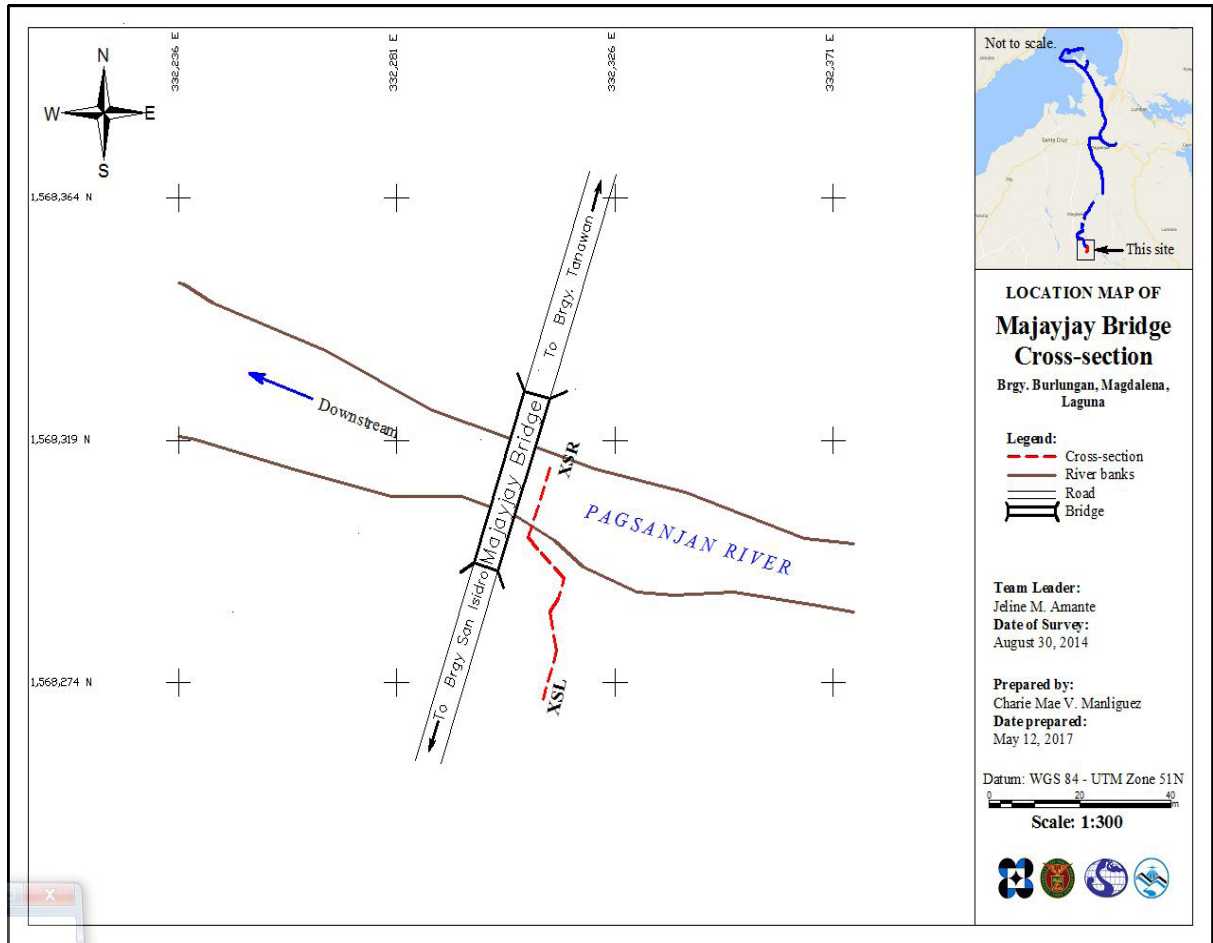 332,236 E
332,281 E
332,326 E
332,371 E
N
W
E
S
1,568,364 N
1,568,319 N
1,568,274 N
To Brgy. Tanawan
Majayjay Bridge
To Brgy San Isidro
Downstream
XSR
XSL
PAGSANJAN RIVER
Not to scale.
Santa Cruz
Lumban
This site
LOCATION MAP OF
Majayjay Bridge
Cross-section
Brgy. Burlungan, Magdalena,
Laguna
Legend:
Cross-section
River banks
Road
Bridge
Team Leader:
Jeline M. Amante
Date of Survey:
August 30, 2014
Prepared by:
Charie Mae V. Manliguez
Date prepared:
May 12, 2017
Datum: WGS 84 - UTM Zone 51N
0 20 40
m
Scale: 1:300
X